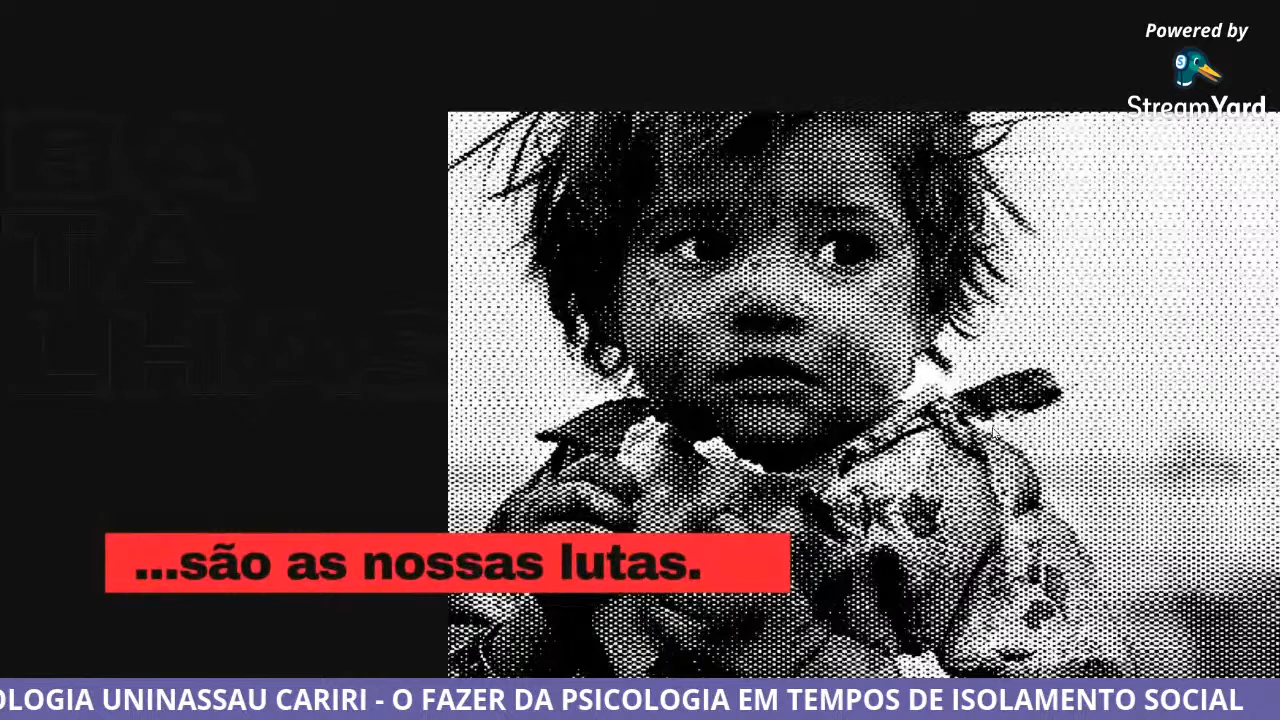 Powered by
StreamYard
...são as nossas lutas.
OLOGIA UNINASSAU CARIRI - O FAZER DA PSICOLOGIA EM TEMPOS DE ISOLAMENTO SOCIAL